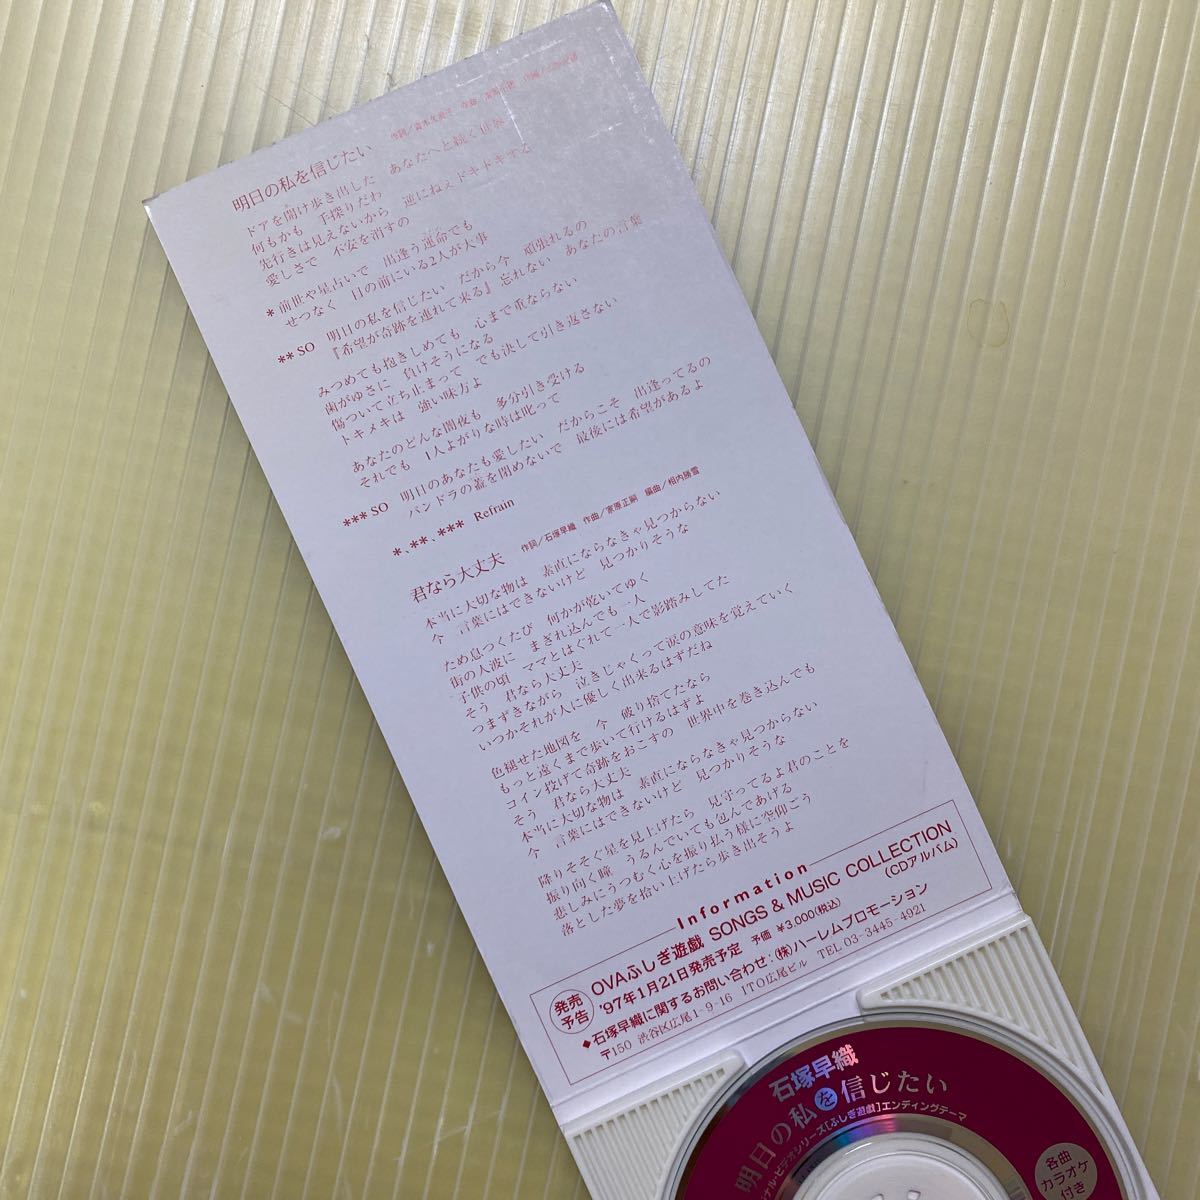 明日の私を信じたい
ドアを開け歩き出した　あなたへと続く世界
何もかも　手探りだわ
先行きは見えないから　逆にねぇドキドキする
愛しさで　不安を消すの
* 前世や星占いで　出逢う運命でも
せつなく　目の前にいる2人が大事
** SO　明日の私を信じたい　だから今　頑張れるの
『希望が奇跡を連れて来る』忘れない　あなたの言葉
みつめても抱きしめても　心まで重ならない
歯がゆさに　負けそうになる
傷ついて立ち止まって　でも決して引き返さない
トキメキは　強い味方よ
あなたのどんな闇夜も　多分引き受ける
それでも　1人よがりな時は叱って
*** SO　明日のあなたも愛したい　だからこそ　出逢ってるの
パンドラの蓋を閉めないで　最後には希望があるよ
*、**、***　Refrain
君なら大丈夫　作詞／石塚早織　作曲／家原正嗣　編曲／相内勝雪
本当に大切な物は　素直にならなきゃ見つからない
今　言葉にはできないけど　見つかりそうな
ため息つくたび　何かが乾いてゆく
街の人波に　まぎれ込んでも一人
子供の頃　ママとはぐれて一人で影踏みしてた
そう　君なら大丈夫
つまずきながら　泣きじゃくって涙の意味を覚えていく
いつかそれが人に優しく出来るはずだね
色褪せた地図を　今　破り捨てたなら
もっと遠くまで歩いて行けるはずよ
コイン投げて奇跡をおこすの　世界中を巻き込んでも
そう　君なら大丈夫
本当に大切な物は　素直にならなきゃ見つからない
今　言葉にはできないけど　見つかりそうな
降りそそぐ星を見上げたら　見守ってるよ君のことを
振り向く瞳　うるんでいても包んであげる
悲しみにうつむく心を振り払う様に空仰ごう
落とした夢を拾い上げたら歩き出そうよ
Information
発売予告
OVAふしぎ遊戯 SONGS & MUSIC COLLECTION
(CDアルバム)
'97年1月21日発売予定　予価 ￥3,000(税込)
◆石塚早織に関するお問い合わせ：(株)ハーレムプロモーション
〒150　渋谷区広尾1-9-16　ITO広尾ビル　TEL 03-3445-4921
石塚早織
明日の私を信じたい
ナル・ビデオシリーズ[ふしぎ遊戯]エンディングテーマ
各曲
カラオケ
付き